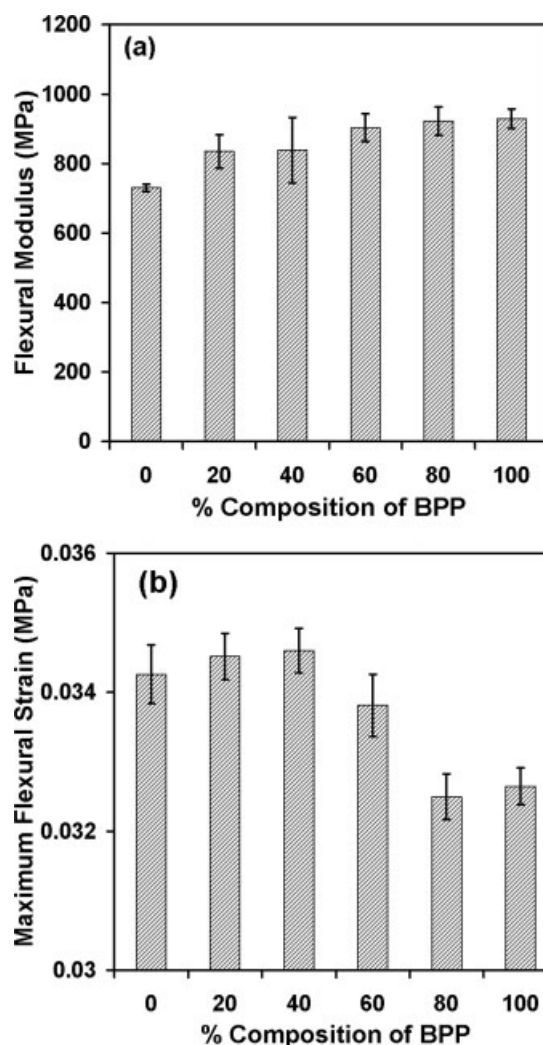 (a)
Flexural Modulus (MPa)
1200
1000
800
600
400
200
0
0 20 40 60 80 100
% Composition of BPP
(b)
Maximum Flexural Strain (MPa)
0.036
0.034
0.032
0.03
0 20 40 60 80 100
% Composition of BPP